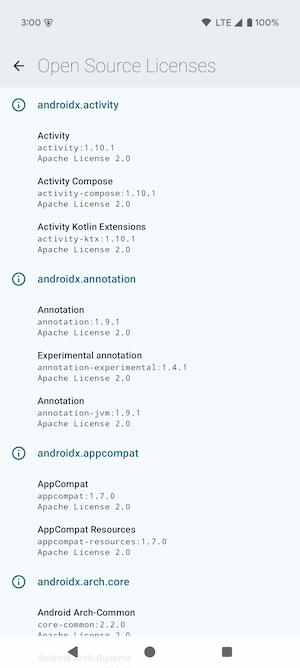 3:00 LTE 100%
Open Source Licenses
androidx.activity
Activity
activity:1.10.1
Apache License 2.0
Activity Compose
activity-compose:1.10.1
Apache License 2.0
Activity Kotlin Extensions
activity-ktx:1.10.1
Apache License 2.0
androidx.annotation
Annotation
annotation:1.9.1
Apache License 2.0
Experimental annotation
annotation-experimental:1.4.1
Apache License 2.0
Annotation
annotation-jvm:1.9.1
Apache License 2.0
androidx.appcompat
AppCompat
appcompat:1.7.0
Apache License 2.0
AppCompat Resources
appcompat-resources:1.7.0
Apache License 2.0
androidx.arch.core
Android Arch-Common
core-common:2.2.0
Apache License 2.0
Android Arch-Runtime